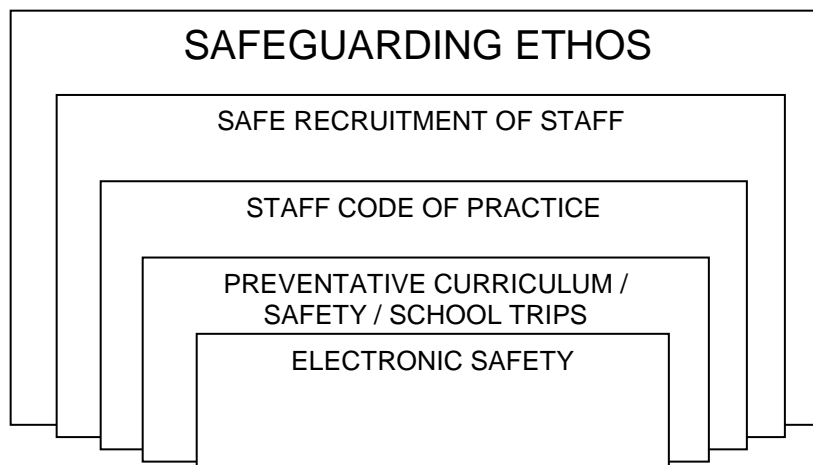 SAFEGUARDING ETHOS
SAFE RECRUITMENT OF STAFF
STAFF CODE OF PRACTICE
PREVENTATIVE CURRICULUM /
SAFETY / SCHOOL TRIPS
ELECTRONIC SAFETY